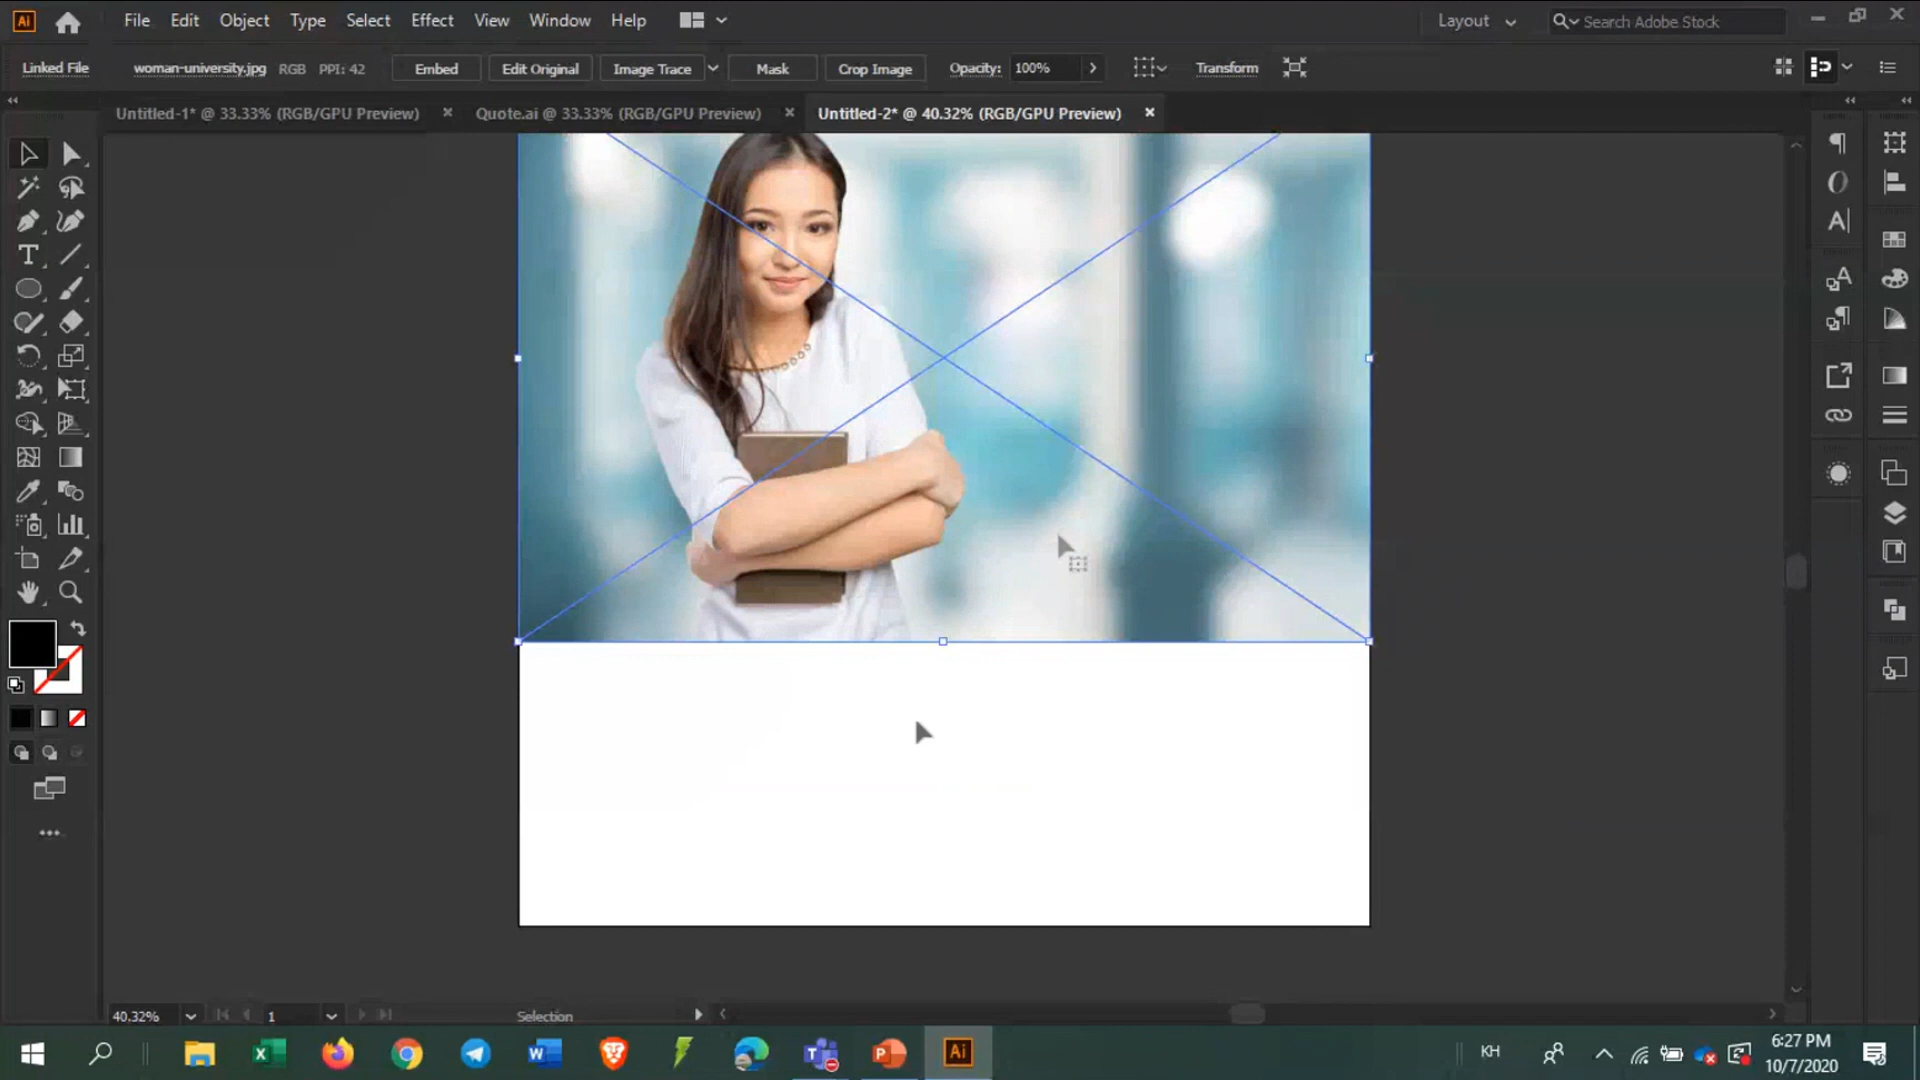 Ai File Edit Object Type Select Effect View Window Help Layout Search Adobe Stock
Linked File woman-university.jpg RGB PPI: 42 Embed Edit Original Image Trace Mask Crop Image Opacity: 100% Transform
Untitled-1* @ 33.33% (RGB/GPU Preview) Quote.ai @ 33.33% (RGB/GPU Preview) Untitled-2* @ 40.32% (RGB/GPU Preview)
40.32% 1 Selection
KH 6:27 PM
10/7/2020